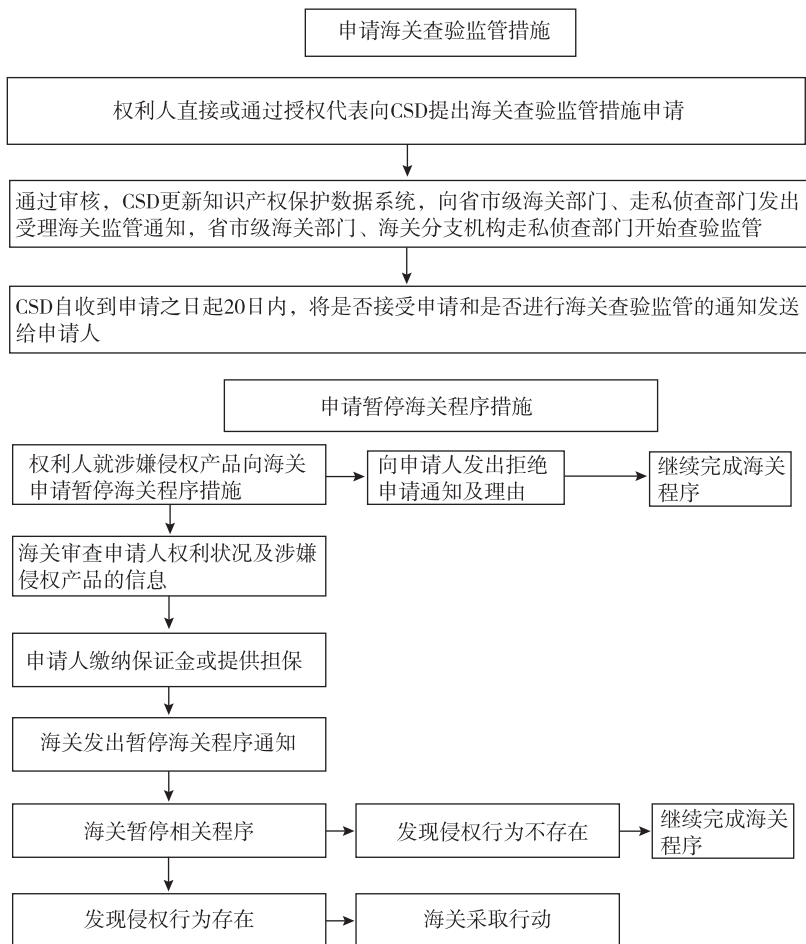 申请海关查验监管措施
权利人直接或通过授权代表向CSD提出海关查验监管措施申请
通过审核，CSD更新知识产权保护数据系统，向省市级海关部门、走私侦查部门发出
受理海关监管通知，省市级海关部门、海关分支机构走私侦查部门开始查验监管
CSD自收到申请之日起20日内，将是否接受申请和是否进行海关查验监管的通知发送
给申请人
申请暂停海关程序措施
权利人就涉嫌侵权产品向海关
申请暂停海关程序措施
向申请人发出拒绝
申请通知及理由
继续完成海关
程序
海关审查申请人权利状况及涉嫌
侵权产品的信息
申请人缴纳保证金或提供担保
海关发出暂停海关程序通知
海关暂停相关程序
发现侵权行为不存在
继续完成海关
程序
发现侵权行为存在
海关采取行动